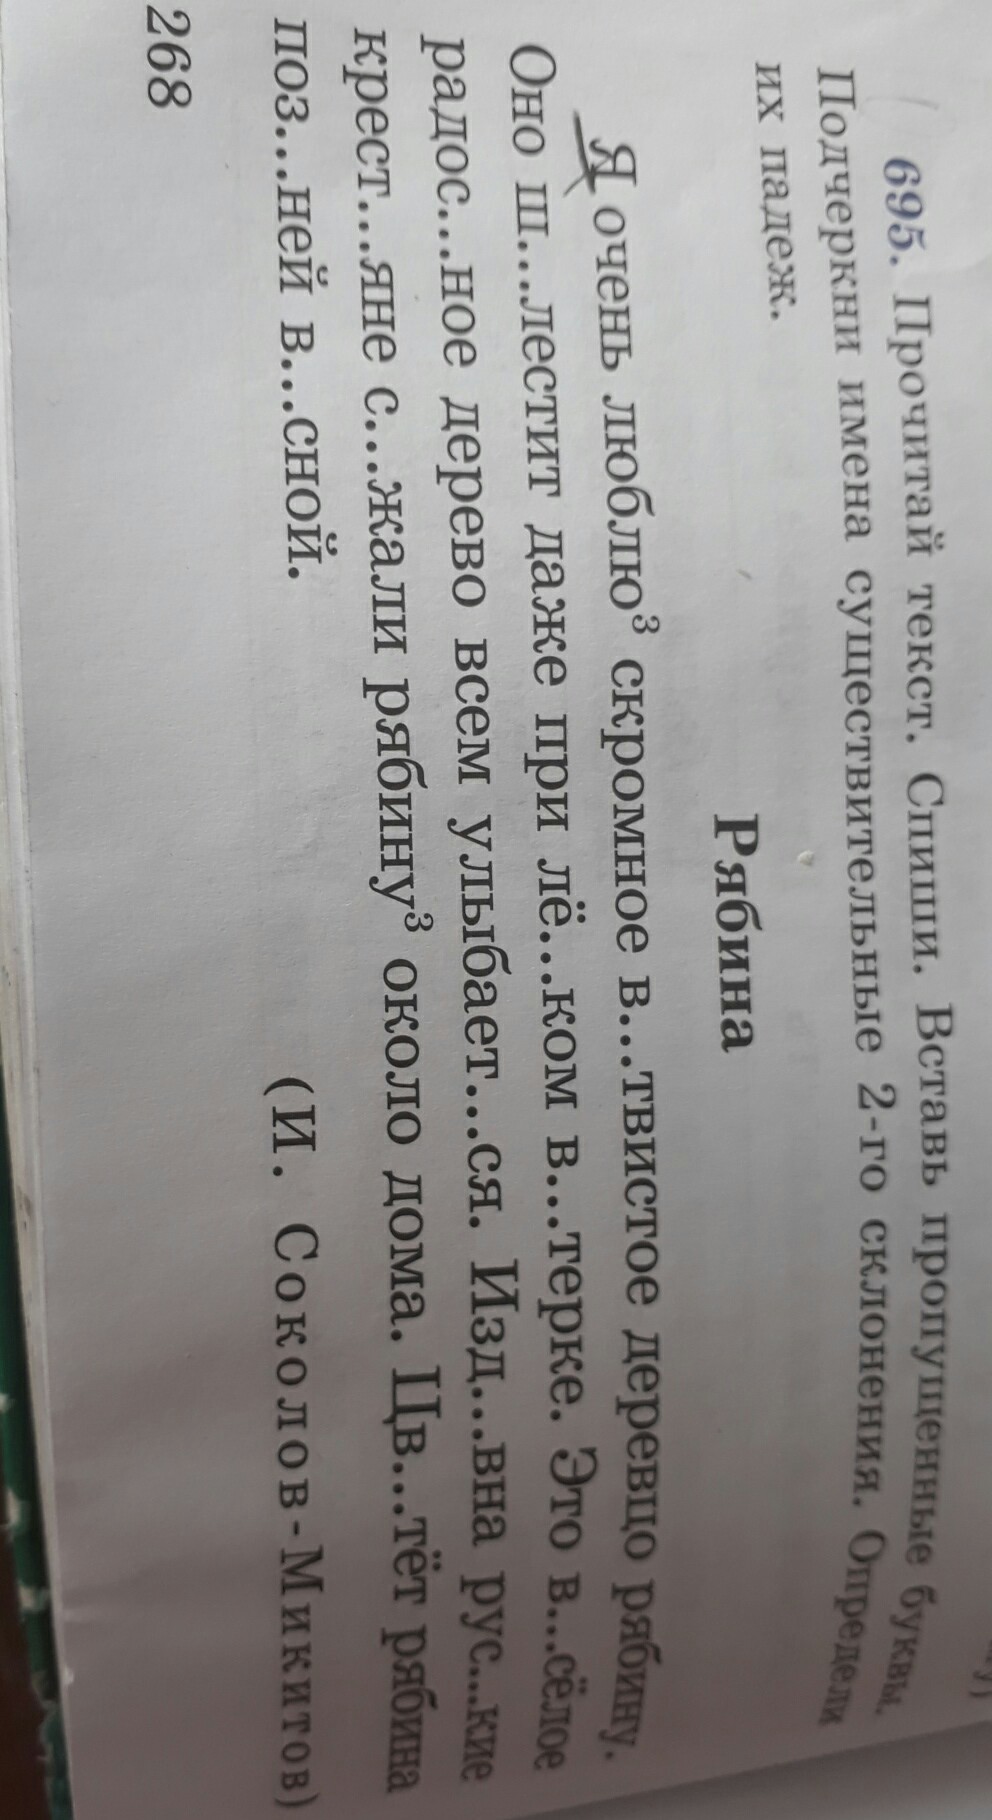 695. Прочитай текст. Спиши. Вставь пропущенные буквы.
Подчеркни имена существительные 2-го склонения. Определи
их падеж.
Рябина
Я очень люблю³ скромное в...твистое деревцо рябину.
Оно ш...лестит даже при лё...ком в...терке. Это в...сёлое
радос...ное дерево всем улыбает...ся. Изд...вна рус...кие
крест...яне с...жали рябину³ около дома. Цв...тёт рябина
поз...ней в...сной.
(И. Соколов-Микитов)
268